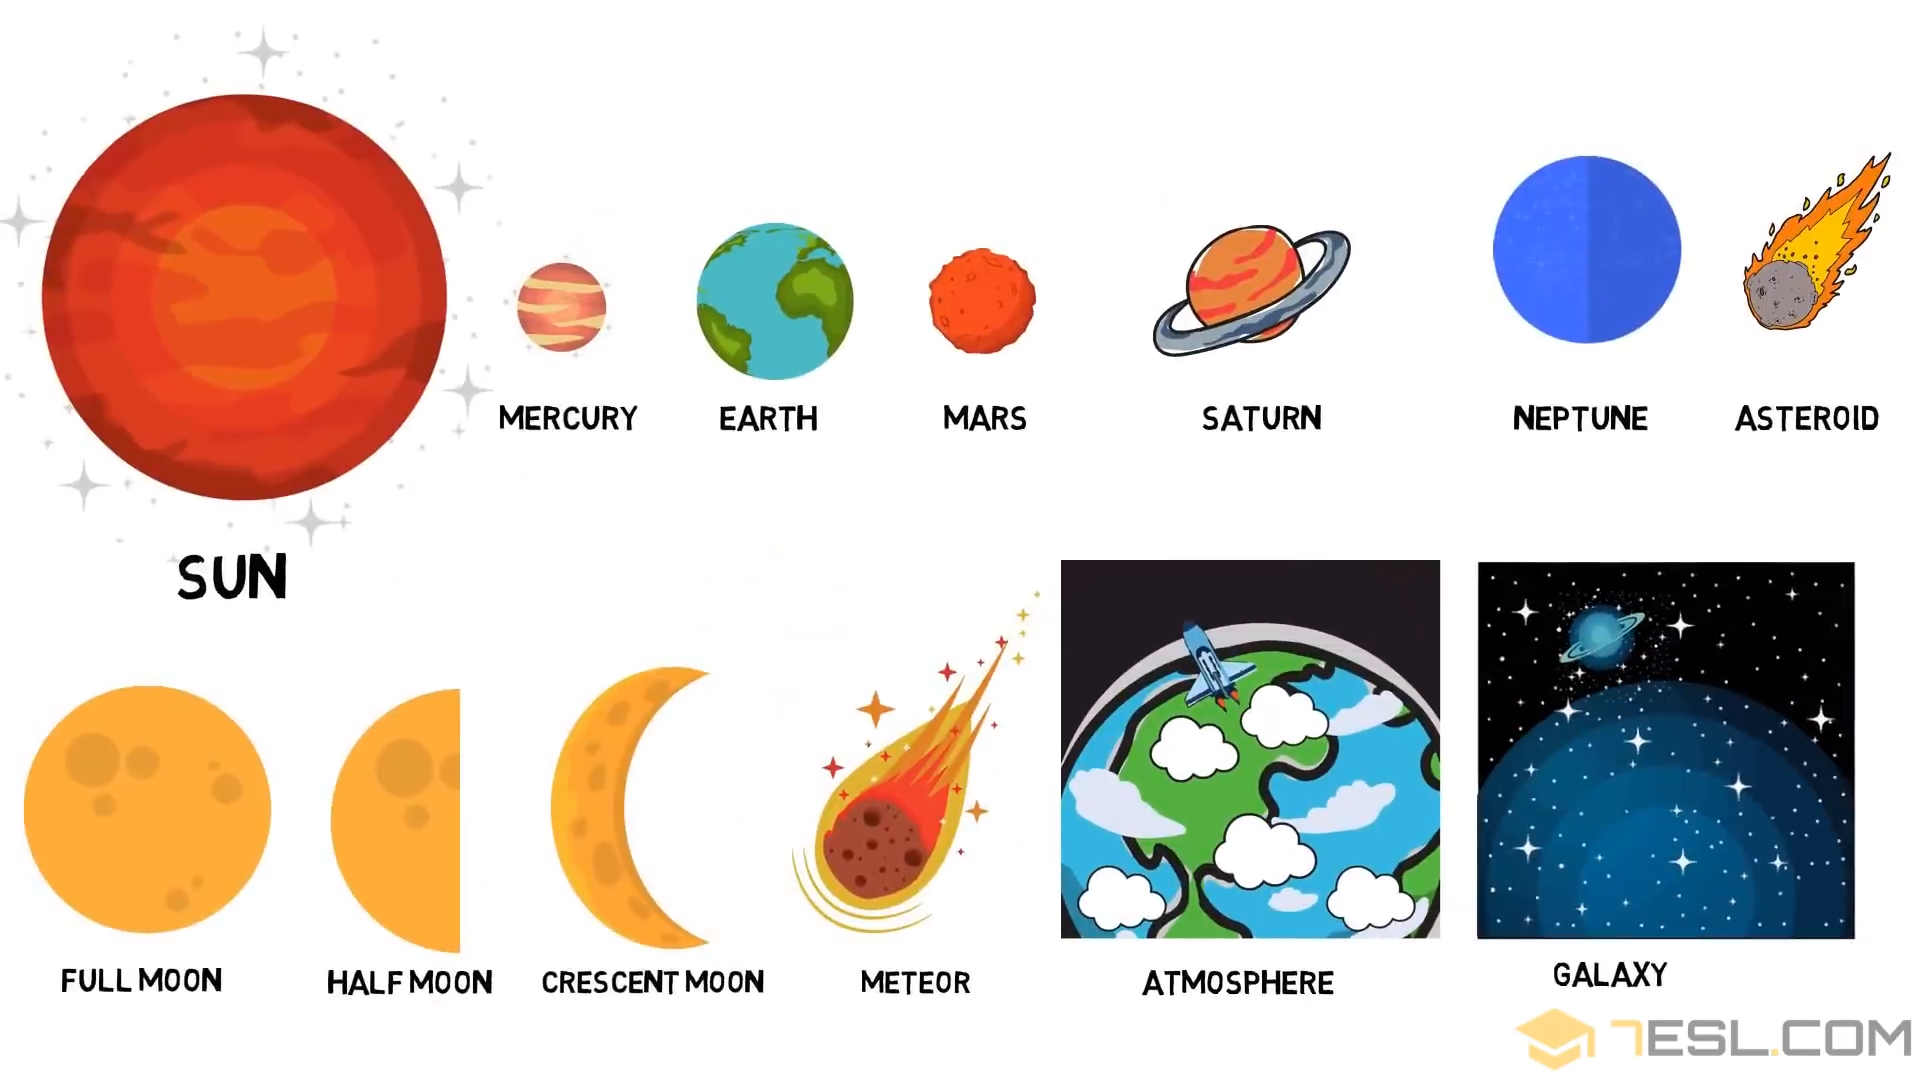 MERCURY
EARTH
MARS
SATURN
NEPTUNE
ASTEROID
SUN
FULL MOON
HALF MOON
CRESCENT MOON
METEOR
ATMOSPHERE
GALAXY
7ESL.COM